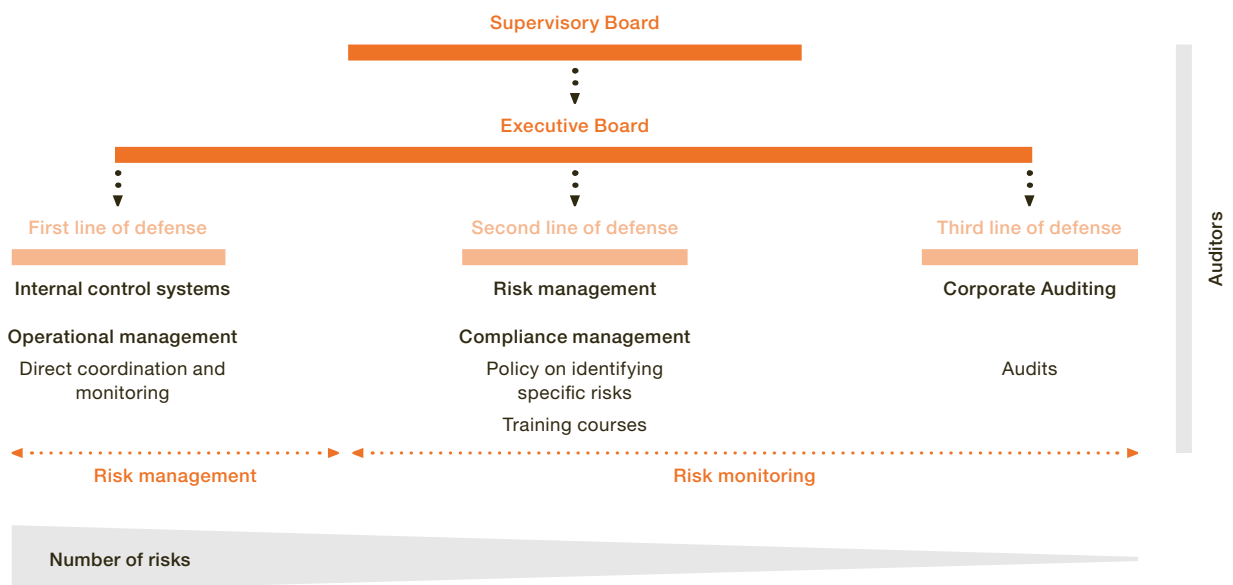 Supervisory Board
Executive Board
First line of defense
Second line of defense
Third line of defense
Internal control systems
Risk management
Corporate Auditing
Operational management
Direct coordination and
monitoring
Compliance management
Policy on identifying
specific risks
Training courses
Audits
Auditors
Risk management
Risk monitoring
Number of risks